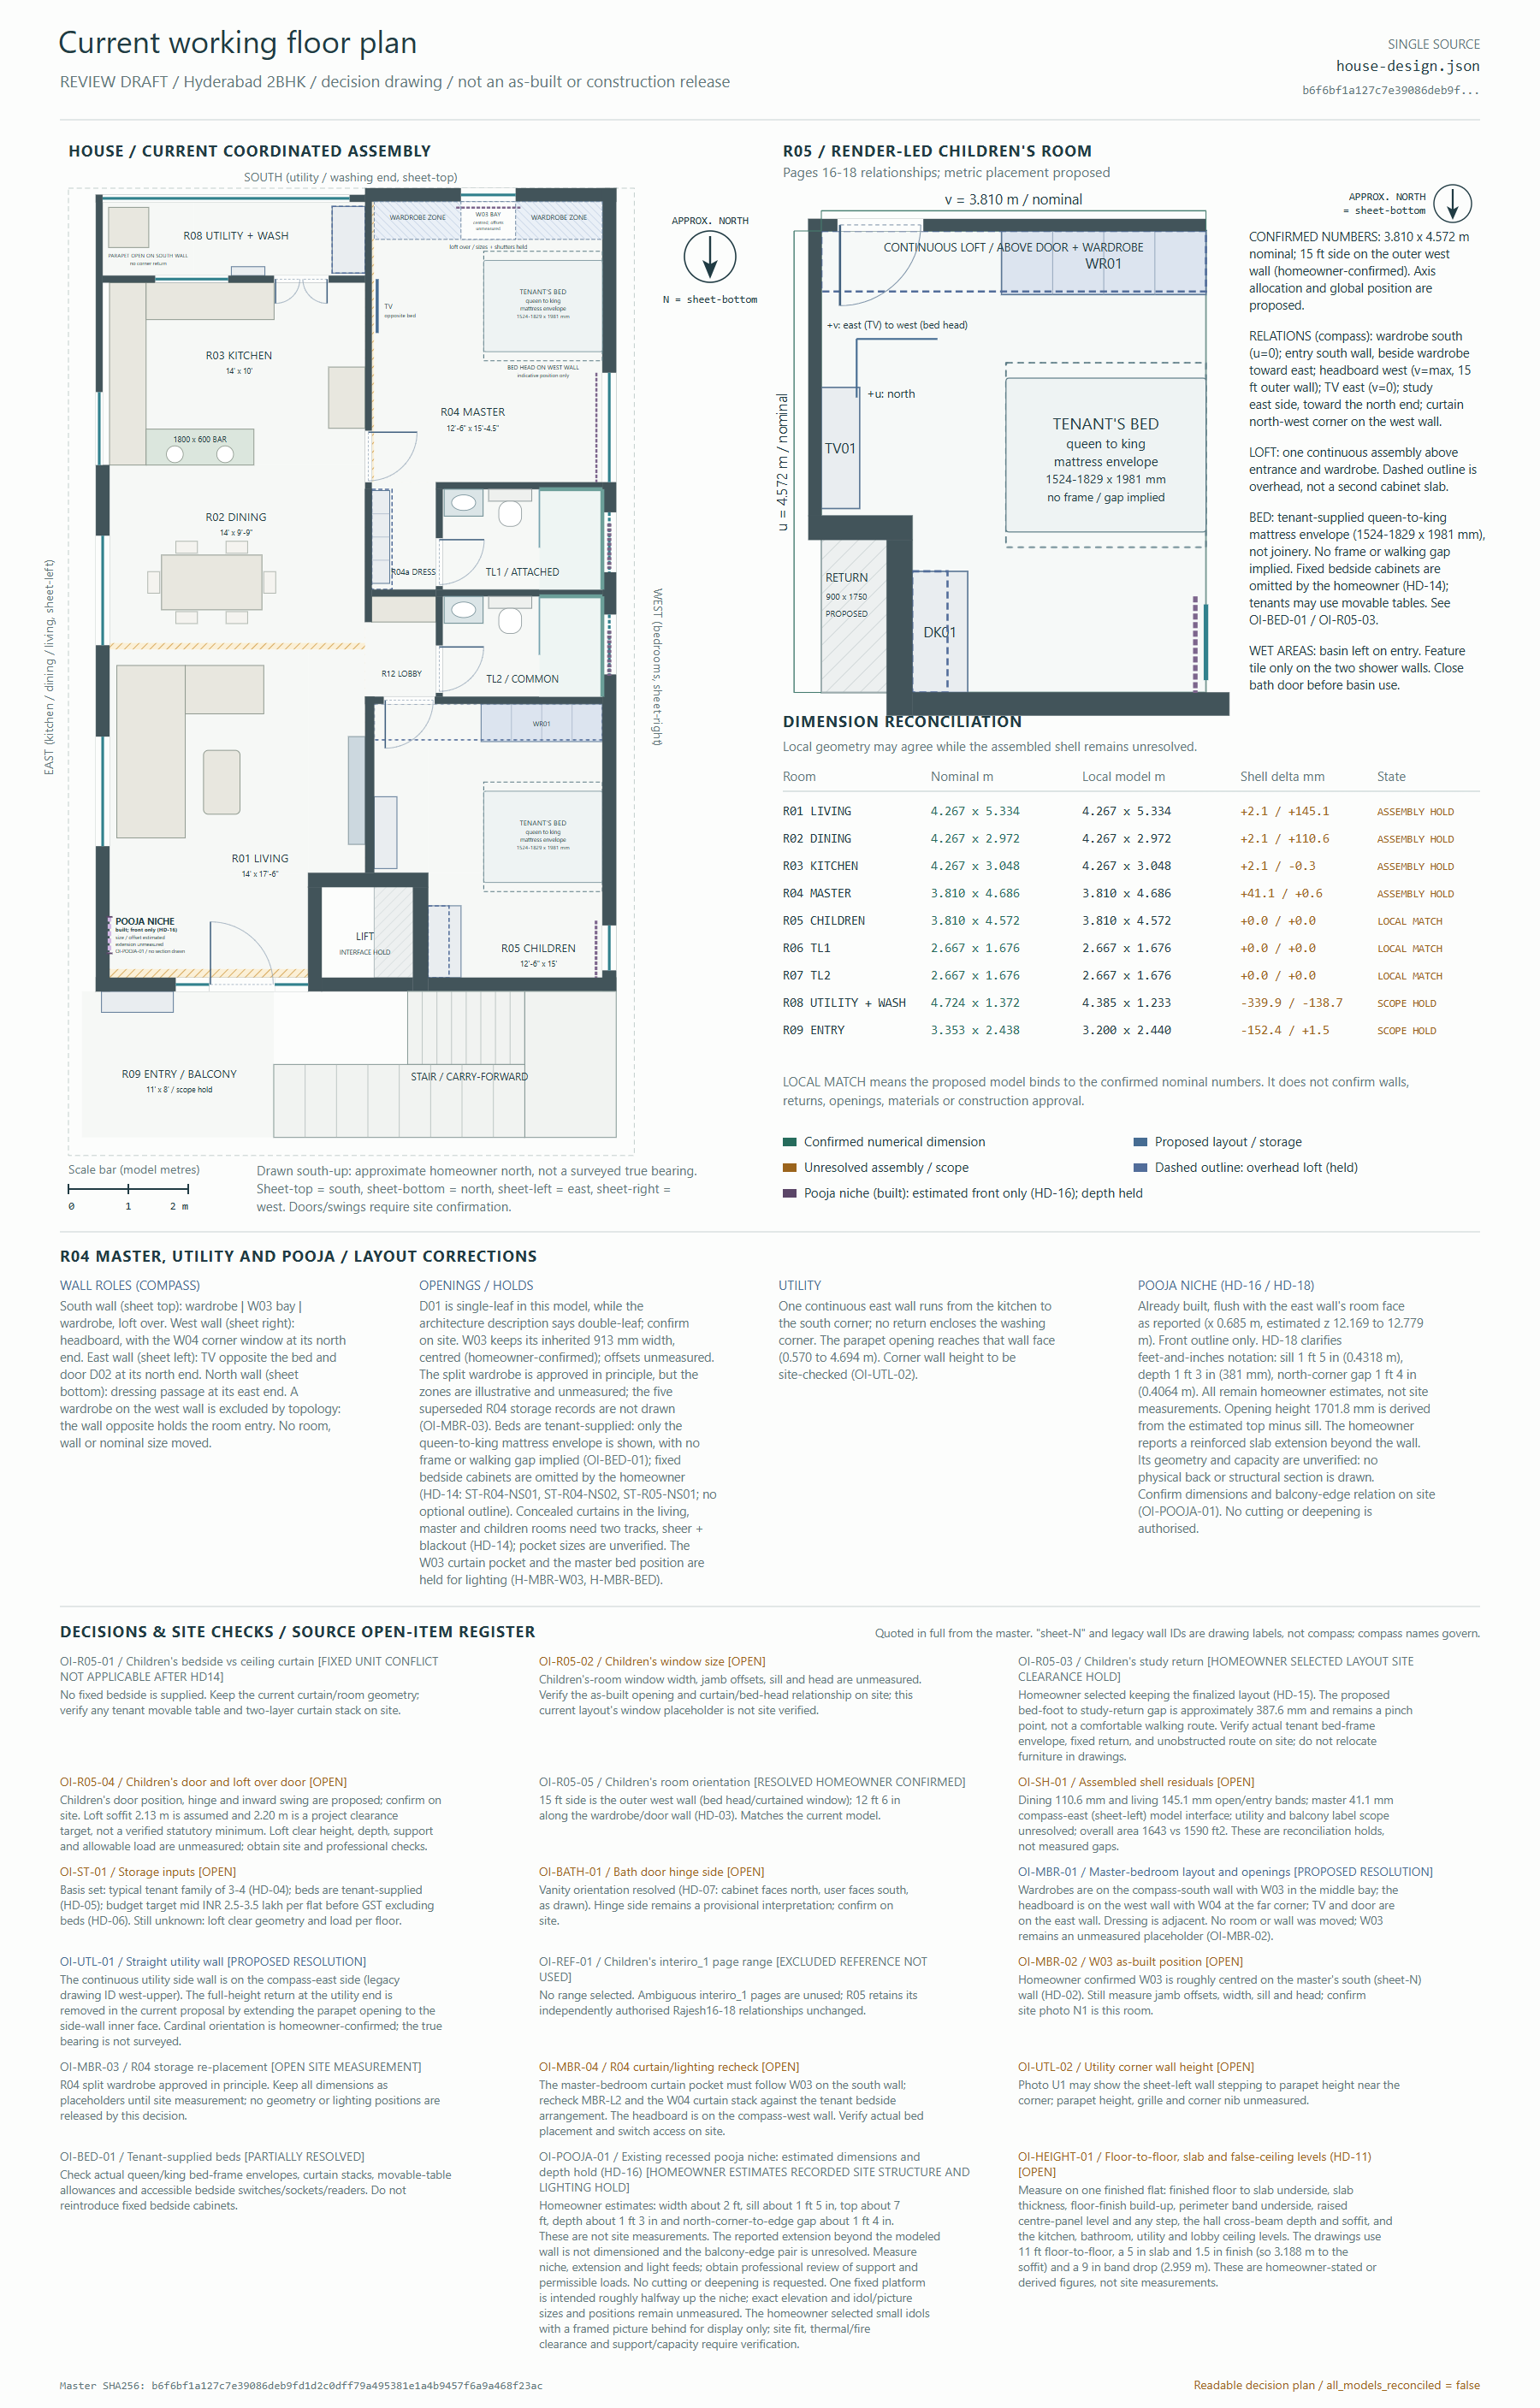 Current working floor plan
REVIEW DRAFT / Hyderabad 2BHK / decision drawing / not an as-built or construction release
SINGLE SOURCE
house-design.json
b6f6bf1a127c7e39086deb9f...
HOUSE / CURRENT COORDINATED ASSEMBLY
SOUTH (utility / washing end, sheet-top)
R08 UTILITY + WASH
PARAPET OPEN ON SOUTH WALL
no corner return
WARDROBE ZONE
W03 BAY
centred, offsets
unmeasured
WARDROBE ZONE
loft over / sizes + shutters held
TV
opposite bed
TENANT'S BED
queen to king
mattress envelope
1524-1829 x 1981 mm
BED HEAD ON WEST WALL
indicative position only
R03 KITCHEN
14' x 10'
R04 MASTER
12'-6" x 15'-4.5"
1800 x 600 BAR
R02 DINING
14' x 9'-9"
R04a DRESS
TL1 / ATTACHED
R12 LOBBY
TL2 / COMMON
WR01
TENANT'S BED
queen to king
mattress envelope
1524-1829 x 1981 mm
R01 LIVING
14' x 17'-6"
POOJA NICHE
built; front only (HD-16)
size / offset estimated
extension unmeasured
OI-POOJA-01 / no section drawn
LIFT
INTERFACE HOLD
R05 CHILDREN
12'-6" x 15'
R09 ENTRY / BALCONY
11' x 8' / scope hold
STAIR / CARRY-FORWARD
EAST (kitchen / dining / living, sheet-left)
WEST (bedrooms, sheet-right)
APPROX. NORTH
N = sheet-bottom
Scale bar (model metres)
0 1 2 m
Drawn south-up: approximate homeowner north, not a surveyed true bearing.
Sheet-top = south, sheet-bottom = north, sheet-left = east, sheet-right =
west. Doors/swings require site confirmation.
R05 / RENDER-LED CHILDREN'S ROOM
Pages 16-18 relationships; metric placement proposed
v = 3.810 m / nominal
APPROX. NORTH
= sheet-bottom
CONTINUOUS LOFT / ABOVE DOOR + WARDROBE
WR01
+v: east (TV) to west (bed head)
+u: north
u = 4.572 m / nominal
TV01
TENANT'S BED
queen to king
mattress envelope
1524-1829 x 1981 mm
no frame / gap implied
RETURN
900 x 1750
PROPOSED
DK01
CONFIRMED NUMBERS: 3.810 x 4.572 m
nominal; 15 ft side on the outer west
wall (homeowner-confirmed). Axis
allocation and global position are
proposed.
RELATIONS (compass): wardrobe south
(u=0); entry south wall, beside wardrobe
toward east; headboard west (v=max, 15
ft outer wall); TV east (v=0); study
east side, toward the north end; curtain
north-west corner on the west wall.
LOFT: one continuous assembly above
entrance and wardrobe. Dashed outline is
overhead, not a second cabinet slab.
BED: tenant-supplied queen-to-king
mattress envelope (1524-1829 x 1981 mm),
not joinery. No frame or walking gap
implied. Fixed bedside cabinets are
omitted by the homeowner (HD-14);
tenants may use movable tables. See
OI-BED-01 / OI-R05-03.
WET AREAS: basin left on entry. Feature
tile only on the two shower walls. Close
bath door before basin use.
DIMENSION RECONCILIATION
Local geometry may agree while the assembled shell remains unresolved.
Room Nominal m Local model m Shell delta mm State
R01 LIVING 4.267 x 5.334 4.267 x 5.334 +2.1 / +145.1 ASSEMBLY HOLD
R02 DINING 4.267 x 2.972 4.267 x 2.972 +2.1 / +110.6 ASSEMBLY HOLD
R03 KITCHEN 4.267 x 3.048 4.267 x 3.048 +2.1 / -0.3 ASSEMBLY HOLD
R04 MASTER 3.810 x 4.686 3.810 x 4.686 +41.1 / +0.6 ASSEMBLY HOLD
R05 CHILDREN 3.810 x 4.572 3.810 x 4.572 +0.0 / +0.0 LOCAL MATCH
R06 TL1 2.667 x 1.676 2.667 x 1.676 +0.0 / +0.0 LOCAL MATCH
R07 TL2 2.667 x 1.676 2.667 x 1.676 +0.0 / +0.0 LOCAL MATCH
R08 UTILITY + WASH 4.724 x 1.372 4.385 x 1.233 -339.9 / -138.7 SCOPE HOLD
R09 ENTRY 3.353 x 2.438 3.200 x 2.440 -152.4 / +1.5 SCOPE HOLD
LOCAL MATCH means the proposed model binds to the confirmed nominal numbers. It does not confirm walls,
returns, openings, materials or construction approval.
Confirmed numerical dimension
Proposed layout / storage
Unresolved assembly / scope
Dashed outline: overhead loft (held)
Pooja niche (built): estimated front only (HD-16); depth held
R04 MASTER, UTILITY AND POOJA / LAYOUT CORRECTIONS
WALL ROLES (COMPASS)
South wall (sheet top): wardrobe | W03 bay |
wardrobe, loft over. West wall (sheet right):
headboard, with the W04 corner window at its north
end. East wall (sheet left): TV opposite the bed and
door D02 at its north end. North wall (sheet
bottom): dressing passage at its east end. A
wardrobe on the west wall is excluded by topology:
the wall opposite holds the room entry. No room,
wall or nominal size moved.
OPENINGS / HOLDS
D01 is single-leaf in this model, while the
architecture description says double-leaf; confirm
on site. W03 keeps its inherited 913 mm width,
centred (homeowner-confirmed); offsets unmeasured.
The split wardrobe is approved in principle, but the
zones are illustrative and unmeasured; the five
superseded R04 storage records are not drawn
(OI-MBR-03). Beds are tenant-supplied: only the
queen-to-king mattress envelope is shown, with no
frame or walking gap implied (OI-BED-01); fixed
bedside cabinets are omitted by the homeowner
(HD-14: ST-R04-NS01, ST-R04-NS02, ST-R05-NS01; no
optional outline). Concealed curtains in the living,
master and children rooms need two tracks, sheer +
blackout (HD-14); pocket sizes are unverified. The
W03 curtain pocket and the master bed position are
held for lighting (H-MBR-W03, H-MBR-BED).
UTILITY
One continuous east wall runs from the kitchen to
the south corner; no return encloses the washing
corner. The parapet opening reaches that wall face
(0.570 to 4.694 m). Corner wall height to be
site-checked (OI-UTL-02).
POOJA NICHE (HD-16 / HD-18)
Already built, flush with the east wall's room face
as reported (x 0.685 m, estimated z 12.169 to 12.779
m). Front outline only. HD-18 clarifies
feet-and-inches notation: sill 1 ft 5 in (0.4318 m),
depth 1 ft 3 in (381 mm), north-corner gap 1 ft 4 in
(0.4064 m). All remain homeowner estimates, not site
measurements. Opening height 1701.8 mm is derived
from the estimated top minus sill. The homeowner
reports a reinforced slab extension beyond the wall.
Its geometry and capacity are unverified: no
physical back or structural section is drawn.
Confirm dimensions and balcony-edge relation on site
(OI-POOJA-01). No cutting or deepening is
authorised.
DECISIONS & SITE CHECKS / SOURCE OPEN-ITEM REGISTER
Quoted in full from the master. "sheet-N" and legacy wall IDs are drawing labels, not compass; compass names govern.
OI-R05-01 / Children's bedside vs ceiling curtain [FIXED UNIT CONFLICT
NOT APPLICABLE AFTER HD14]
No fixed bedside is supplied. Keep the current curtain/room geometry;
verify any tenant movable table and two-layer curtain stack on site.
OI-R05-02 / Children's window size [OPEN]
Children's-room window width, jamb offsets, sill and head are unmeasured.
Verify the as-built opening and curtain/bed-head relationship on site; this
current layout's window placeholder is not site verified.
OI-R05-03 / Children's study return [HOMEOWNER SELECTED LAYOUT SITE
CLEARANCE HOLD]
Homeowner selected keeping the finalized layout (HD-15). The proposed
bed-foot to study-return gap is approximately 387.6 mm and remains a pinch
point, not a comfortable walking route. Verify actual tenant bed-frame
envelope, fixed return, and unobstructed route on site; do not relocate
furniture in drawings.
OI-R05-04 / Children's door and loft over door [OPEN]
Children's door position, hinge and inward swing are proposed; confirm on
site. Loft soffit 2.13 m is assumed and 2.20 m is a project clearance
target, not a verified statutory minimum. Loft clear height, depth, support
and allowable load are unmeasured; obtain site and professional checks.
OI-R05-05 / Children's room orientation [RESOLVED HOMEOWNER CONFIRMED]
15 ft side is the outer west wall (bed head/curtained window); 12 ft 6 in
along the wardrobe/door wall (HD-03). Matches the current model.
OI-SH-01 / Assembled shell residuals [OPEN]
Dining 110.6 mm and living 145.1 mm open/entry bands; master 41.1 mm
compass-east (sheet-left) model interface; utility and balcony label scope
unresolved; overall area 1643 vs 1590 ft2. These are reconciliation holds,
not measured gaps.
OI-ST-01 / Storage inputs [OPEN]
Basis set: typical tenant family of 3-4 (HD-04); beds are tenant-supplied
(HD-05); budget target mid INR 2.5-3.5 lakh per flat before GST excluding
beds (HD-06). Still unknown: loft clear geometry and load per floor.
OI-BATH-01 / Bath door hinge side [OPEN]
Vanity orientation resolved (HD-07: cabinet faces north, user faces south,
as drawn). Hinge side remains a provisional interpretation; confirm on
site.
OI-MBR-01 / Master-bedroom layout and openings [PROPOSED RESOLUTION]
Wardrobes are on the compass-south wall with W03 in the middle bay; the
headboard is on the west wall with W04 at the far corner; TV and door are
on the east wall. Dressing is adjacent. No room or wall was moved; W03
remains an unmeasured placeholder (OI-MBR-02).
OI-UTL-01 / Straight utility wall [PROPOSED RESOLUTION]
The continuous utility side wall is on the compass-east side (legacy
drawing ID west-upper). The full-height return at the utility end is
removed in the current proposal by extending the parapet opening to the
side-wall inner face. Cardinal orientation is homeowner-confirmed; the true
bearing is not surveyed.
OI-REF-01 / Children's interiro_1 page range [EXCLUDED REFERENCE NOT
USED]
No range selected. Ambiguous interiro_1 pages are unused; R05 retains its
independently authorised Rajesh16-18 relationships unchanged.
OI-MBR-02 / W03 as-built position [OPEN]
Homeowner confirmed W03 is roughly centred on the master's south (sheet-N)
wall (HD-02). Still measure jamb offsets, width, sill and head; confirm
site photo N1 is this room.
OI-MBR-03 / R04 storage re-placement [OPEN SITE MEASUREMENT]
R04 split wardrobe approved in principle. Keep all dimensions as
placeholders until site measurement; no geometry or lighting positions are
released by this decision.
OI-MBR-04 / R04 curtain/lighting recheck [OPEN]
The master-bedroom curtain pocket must follow W03 on the south wall;
recheck MBR-L2 and the W04 curtain stack against the tenant bedside
arrangement. The headboard is on the compass-west wall. Verify actual bed
placement and switch access on site.
OI-UTL-02 / Utility corner wall height [OPEN]
Photo U1 may show the sheet-left wall stepping to parapet height near the
corner; parapet height, grille and corner nib unmeasured.
OI-BED-01 / Tenant-supplied beds [PARTIALLY RESOLVED]
Check actual queen/king bed-frame envelopes, curtain stacks, movable-table
allowances and accessible bedside switches/sockets/readers. Do not
reintroduce fixed bedside cabinets.
OI-POOJA-01 / Existing recessed pooja niche: estimated dimensions and
depth hold (HD-16) [HOMEOWNER ESTIMATES RECORDED SITE STRUCTURE AND
LIGHTING HOLD]
Homeowner estimates: width about 2 ft, sill about 1 ft 5 in, top about 7
ft, depth about 1 ft 3 in and north-corner-to-edge gap about 1 ft 4 in.
These are not site measurements. The reported extension beyond the modeled
wall is not dimensioned and the balcony-edge pair is unresolved. Measure
niche, extension and light feeds; obtain professional review of support and
permissible loads. No cutting or deepening is requested. One fixed platform
is intended roughly halfway up the niche; exact elevation and idol/picture
sizes and positions remain unmeasured. The homeowner selected small idols
with a framed picture behind for display only; site fit, thermal/fire
clearance and support/capacity require verification.
OI-HEIGHT-01 / Floor-to-floor, slab and false-ceiling levels (HD-11)
[OPEN]
Measure on one finished flat: finished floor to slab underside, slab
thickness, floor-finish build-up, perimeter band underside, raised
centre-panel level and any step, the hall cross-beam depth and soffit, and
the kitchen, bathroom, utility and lobby ceiling levels. The drawings use
11 ft floor-to-floor, a 5 in slab and 1.5 in finish (so 3.188 m to the
soffit) and a 9 in band drop (2.959 m). These are homeowner-stated or
derived figures, not site measurements.
Master SHA256: b6f6bf1a127c7e39086deb9fd1d2c0dff79a495381e1a4b9457f6a9a468f23ac
Readable decision plan / all_models_reconciled = false